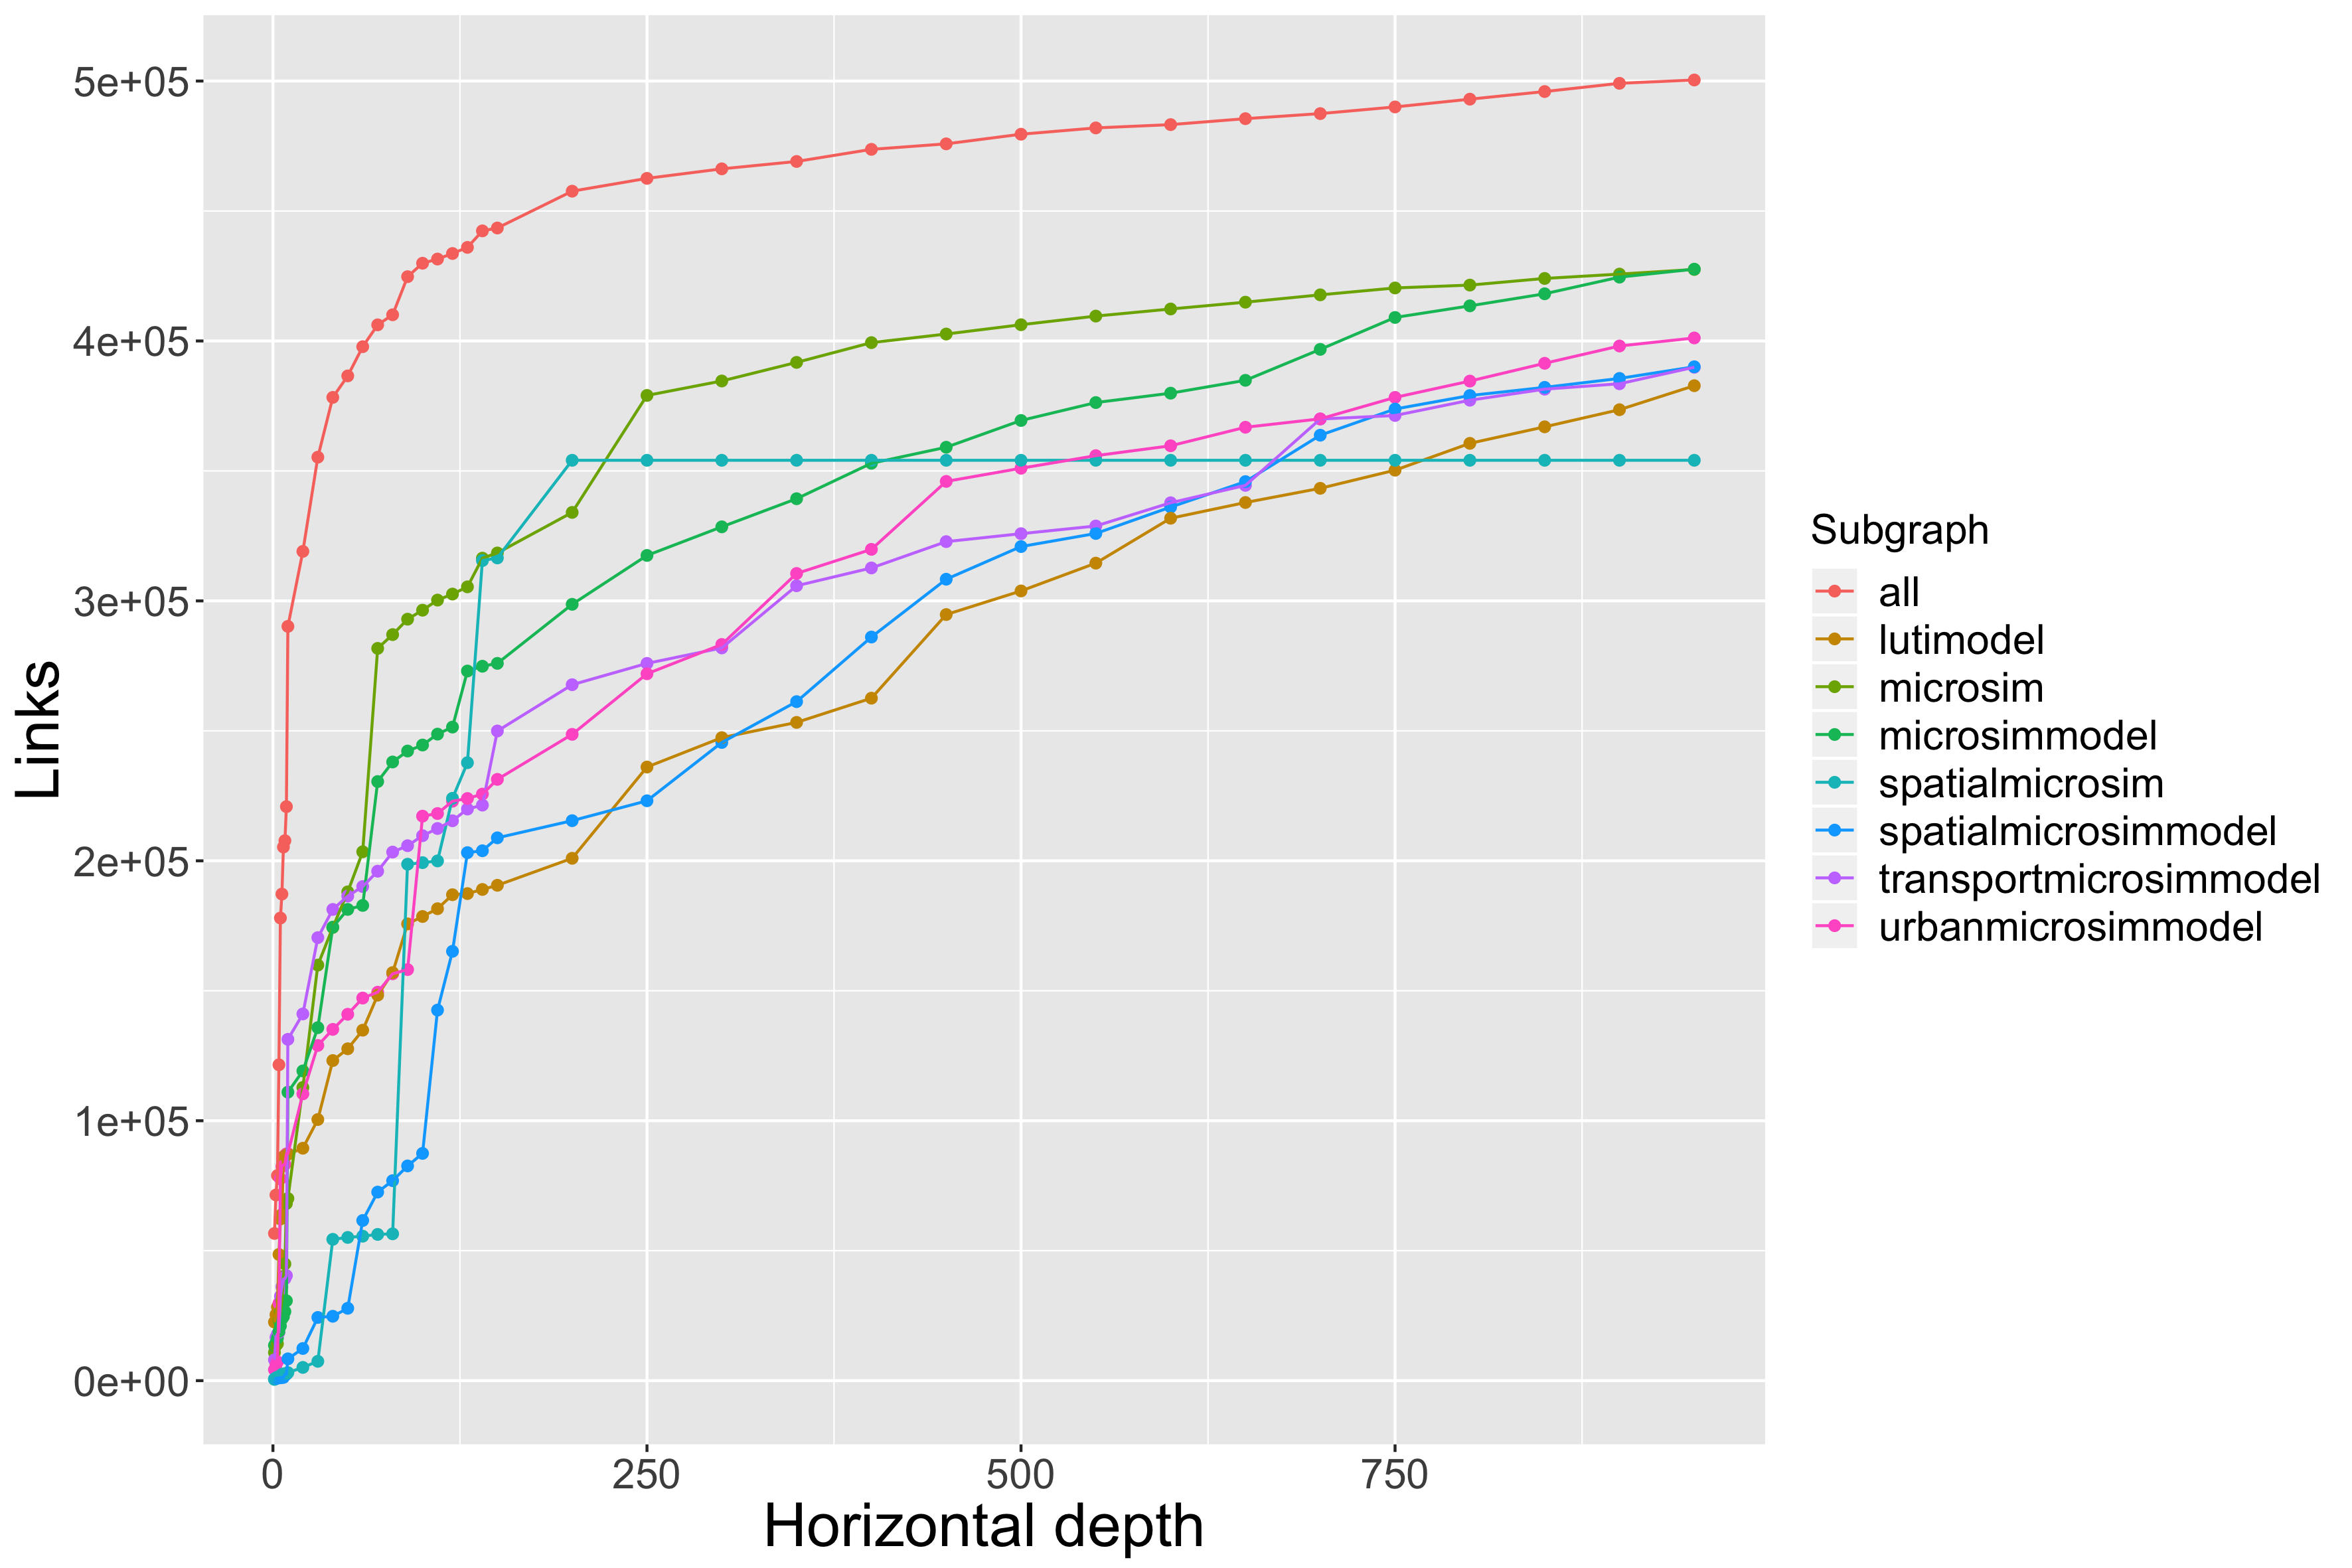 5e+05
4e+05
3e+05
2e+05
1e+05
0e+00
Links
0 250 500 750
Horizontal depth
Subgraph
all
lutimodel
microsim
microsimmodel
spatialmicrosim
spatialmicrosimmodel
transportmicrosimmodel
urbanmicrosimmodel